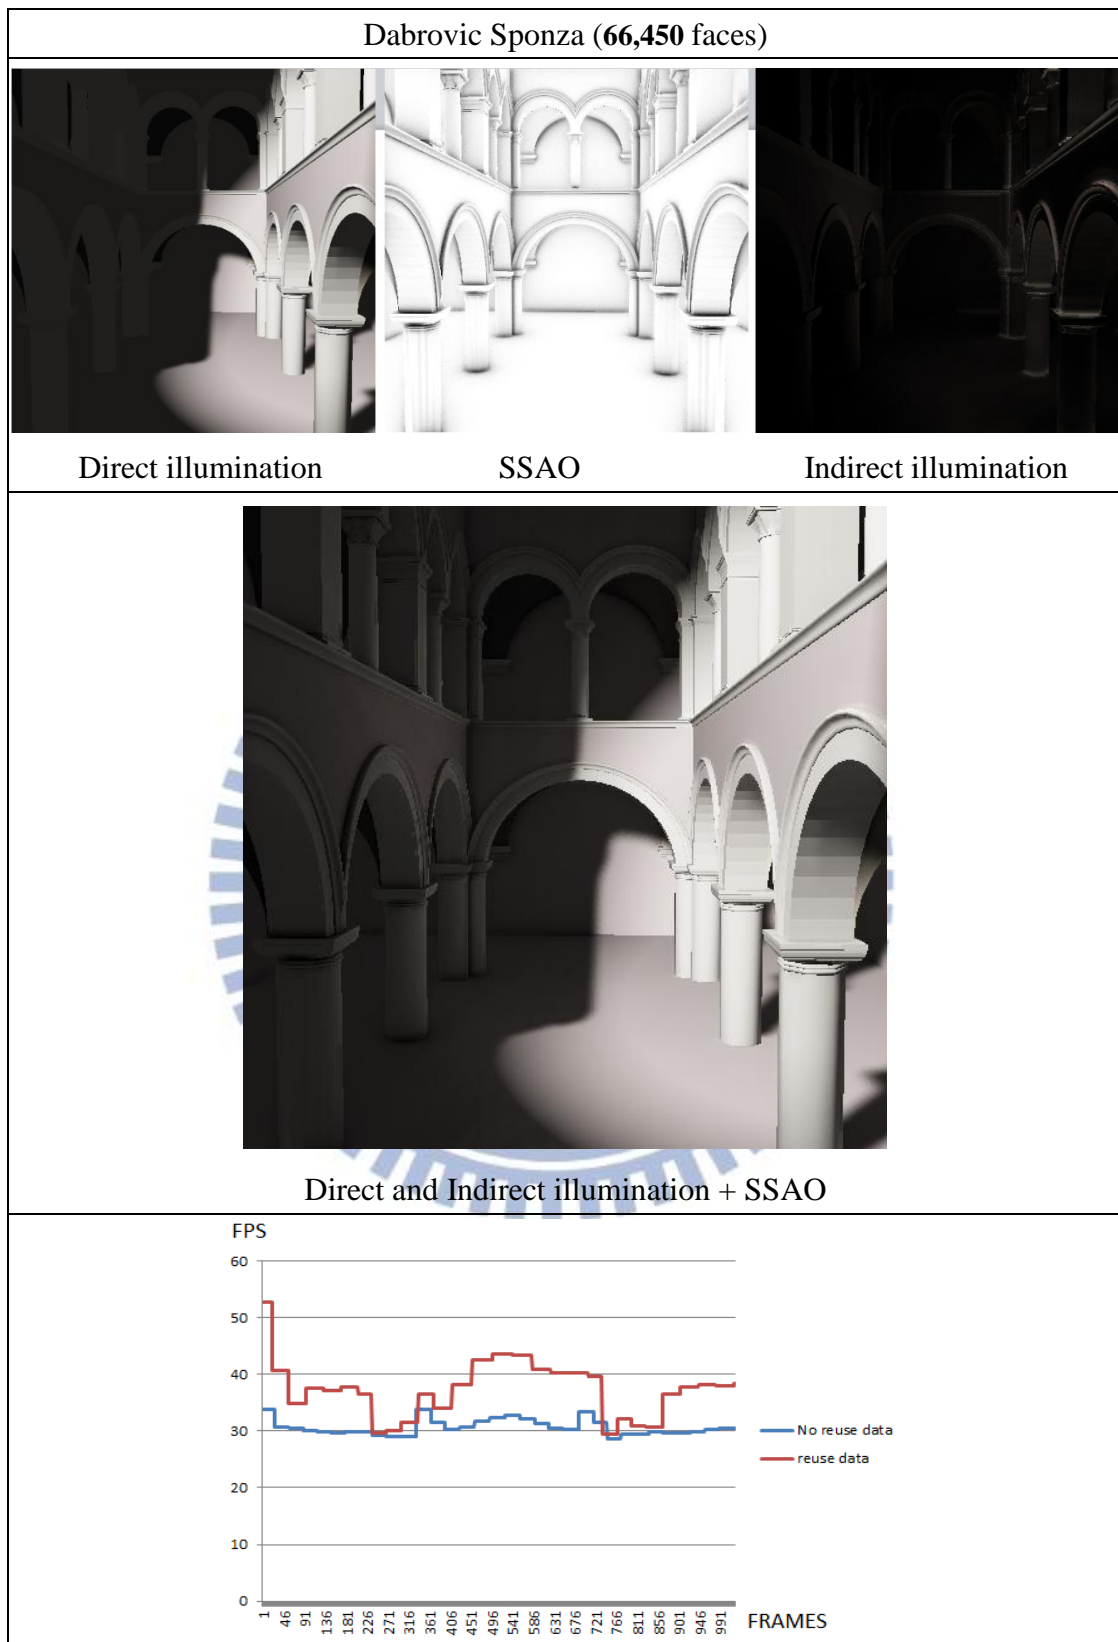 Dabrovic Sponza (66,450 faces)
Direct illumination SSAO Indirect illumination
Direct and Indirect illumination + SSAO
FPS
60
50
40
30
20
10
0
No reuse data
reuse data
1 46 91 136 181 226 271 316 361 406 451 496 541 586 631 676 721 766 811 856 901 946 991
FRAMES